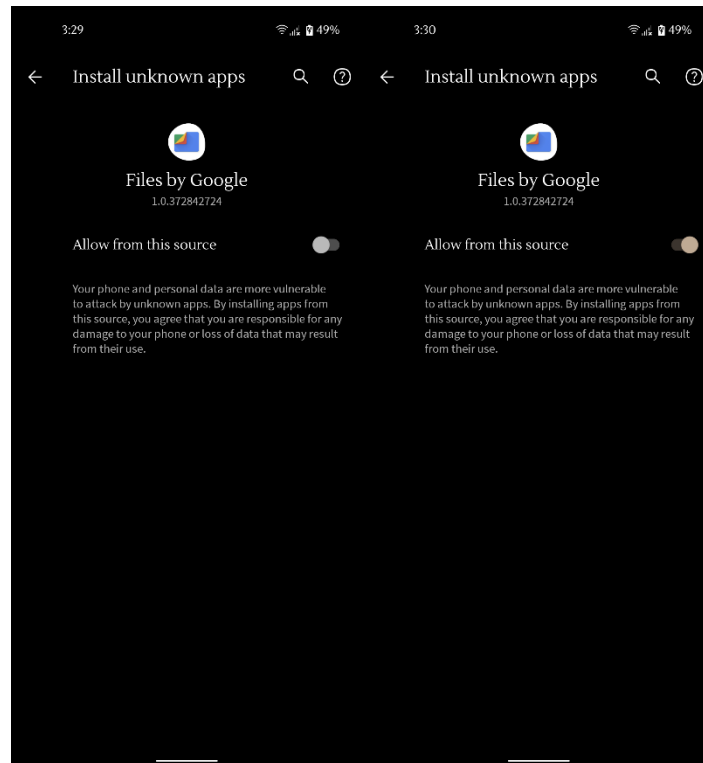 3:29
49%
Install unknown apps
Files by Google
1.0.372842724
Allow from this source
Your phone and personal data are more vulnerable
to attack by unknown apps. By installing apps from
this source, you agree that you are responsible for any
damage to your phone or loss of data that may result
from their use.
3:30
49%
Install unknown apps
Files by Google
1.0.372842724
Allow from this source
Your phone and personal data are more vulnerable
to attack by unknown apps. By installing apps from
this source, you agree that you are responsible for any
damage to your phone or loss of data that may result
from their use.